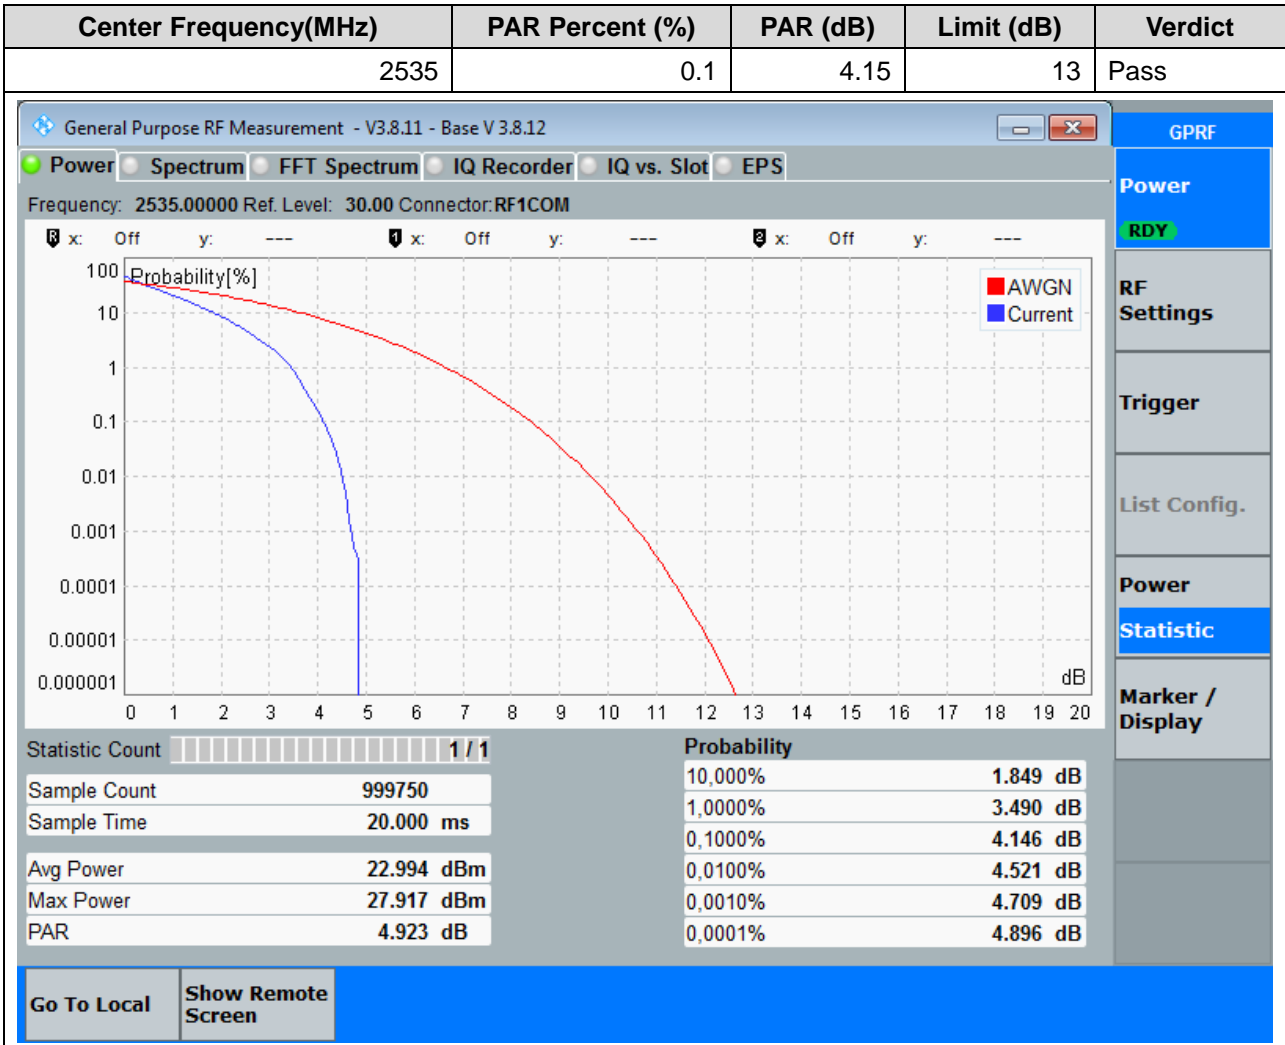 Center Frequency(MHz) PAR Percent (%) PAR (dB) Limit (dB) Verdict
2535 0.1 4.15 13 Pass
General Purpose RF Measurement - V3.8.11 - Base V 3.8.12
GPRF
Power Spectrum FFT Spectrum IQ Recorder IQ vs. Slot EPS
Frequency: 2535.00000 Ref. Level: 30.00 Connector: RF1COM
R x: Off y: --- 1 x: Off y: --- 2 x: Off y: ---
Probability[%]
AWGN
Current
100
10
1
0.1
0.01
0.001
0.0001
0.00001
0.000001
dB
0 1 2 3 4 5 6 7 8 9 10 11 12 13 14 15 16 17 18 19 20
Statistic Count 1 / 1
Sample Count 999750
Sample Time 20.000 ms
Avg Power 22.994 dBm
Max Power 27.917 dBm
PAR 4.923 dB
Probability
10,000% 1.849 dB
1,0000% 3.490 dB
0,1000% 4.146 dB
0,0100% 4.521 dB
0,0010% 4.709 dB
0,0001% 4.896 dB
Power
RDY
RF
Settings
Trigger
List Config.
Power
Statistic
Marker /
Display
Go To Local
Show Remote
Screen